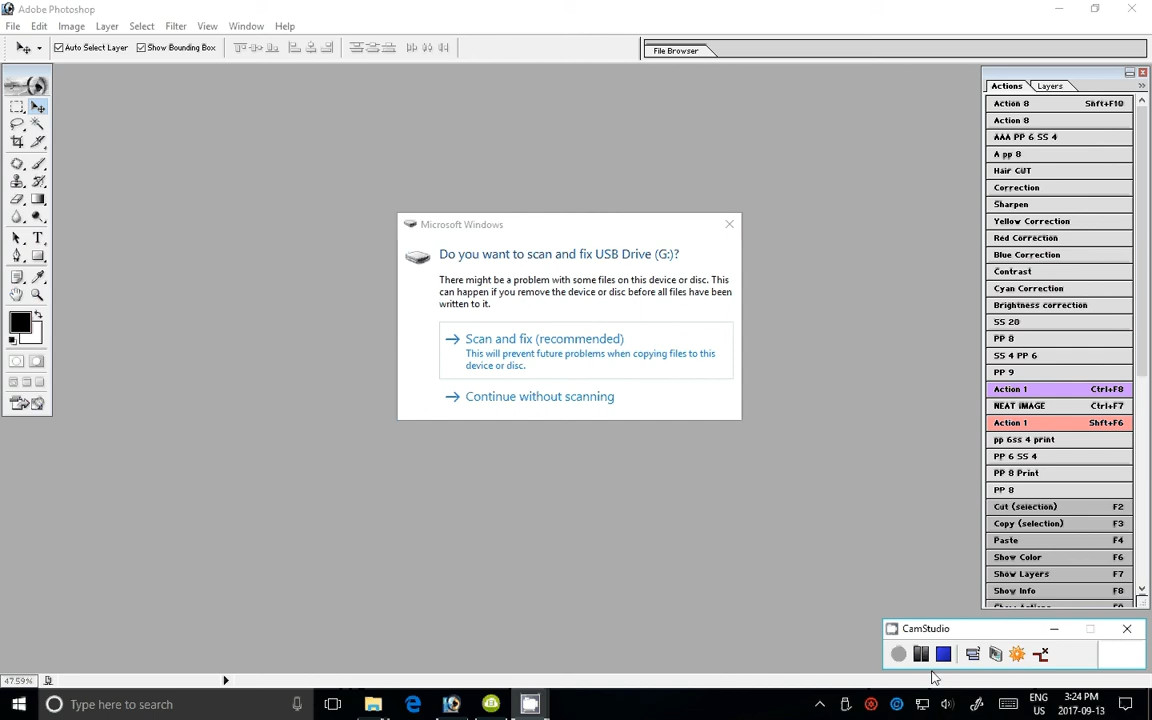 Adobe Photoshop
File Edit Image Layer Select Filter View Window Help
Auto Select Layer Show Bounding Box File Browser
Actions Layers
Action 8 Shft+F10
Action 8
AAA PP 6 SS 4
A pp 8
Hair CUT
Correction
Sharpen
Yellow Correction
Red Correction
Blue Correction
Contrast
Cyan Correction
Brightness correction
SS 20
PP 8
SS 4 PP 6
PP 9
Action 1 Ctrl+F8
NEAT IMAGE Ctrl+F7
Action 1 Shft+F6
pp 6ss 4 print
PP 6 SS 4
PP 8 Print
PP 8
Cut (selection) F2
Copy (selection) F3
Paste F4
Show Color F6
Show Layers F7
Show Info F8
Show Actions F9
Microsoft Windows
Do you want to scan and fix USB Drive (G:)?
There might be a problem with some files on this device or disc. This
can happen if you remove the device or disc before all files have been
written to it.
Scan and fix (recommended)
This will prevent future problems when copying files to this
device or disc.
Continue without scanning
CamStudio
47.59%
Type here to search
ENG
US
3:24 PM
2017-09-13